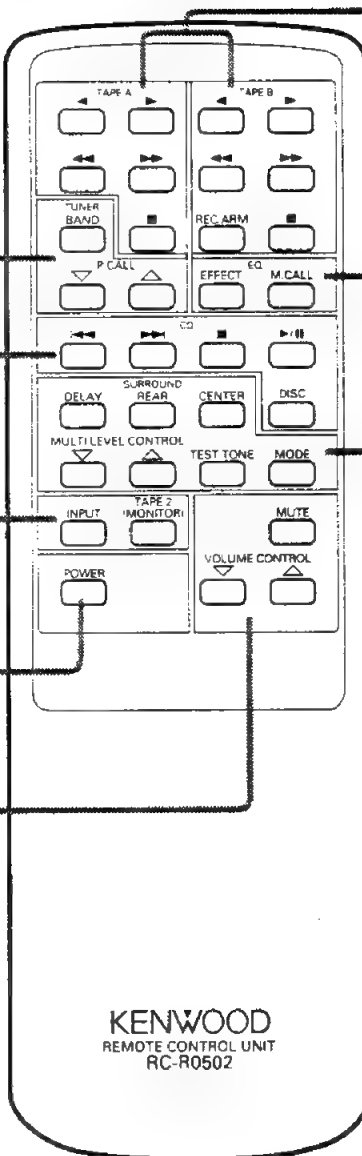 TAPE A TAPE B
TUNER
BAND REC ARM
P.CALL EQ
EFFECT M.CALL
CD
SURROUND
DELAY REAR CENTER DISC
MULTI LEVEL CONTROL
TEST TONE MODE
TAPE 2
INPUT (MONITOR) MUTE
VOLUME CONTROL
POWER
KENWOOD
REMOTE CONTROL UNIT
RC-R0502